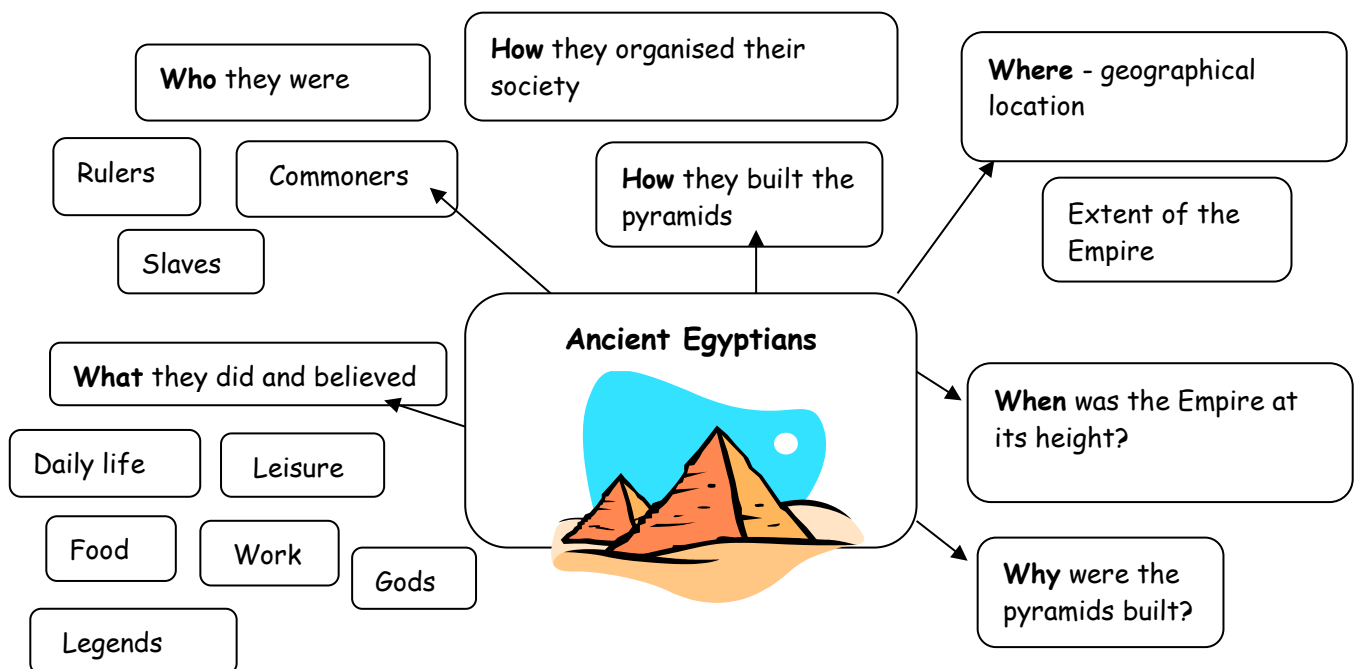 Who they were
Rulers
Commoners
Slaves
How they organised their
society
How they built the
pyramids
Where - geographical
location
Extent of the
Empire
Ancient Egyptians
What they did and believed
Daily life
Leisure
Food
Work
Gods
Legends
When was the Empire at
its height?
Why were the
pyramids built?